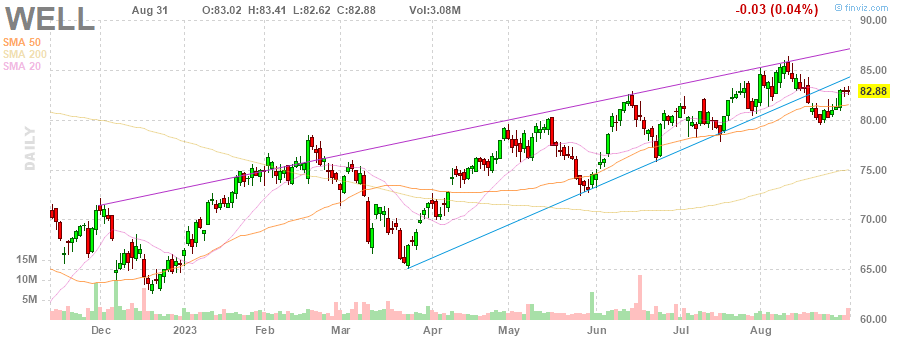 WELL Aug 31 O:83.02 H:83.41 L:82.62 C:82.88 Vol:3.08M -0.03 (0.04%) finviz.com
SMA 50
SMA 200
SMA 20
DAILY
90.00
85.00
82.88
80.00
75.00
70.00
65.00
60.00
15M
10M
5M
Dec 2023 Feb Mar Apr May Jun Jul Aug